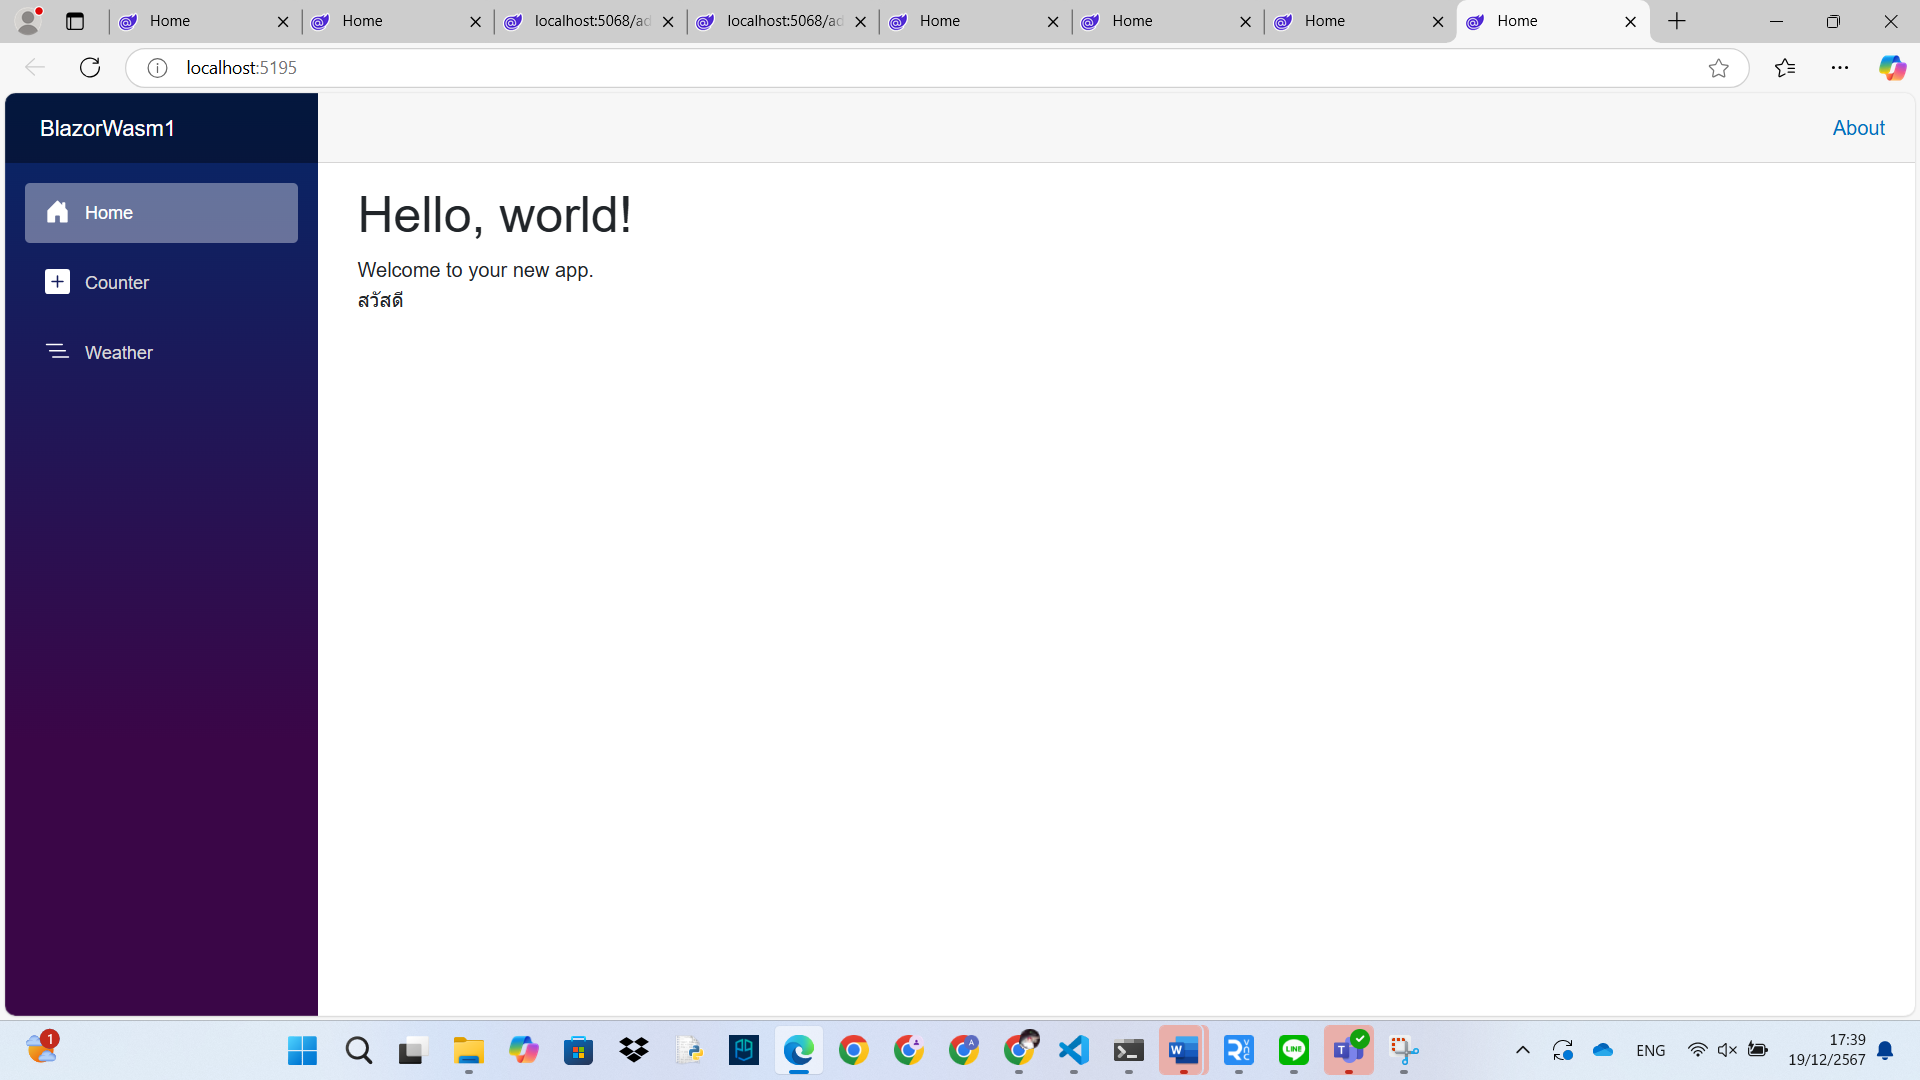 Home
Home
localhost:5068/ad
localhost:5068/ad
Home
Home
Home
Home
localhost:5195
BlazorWasm1
About
Home
Counter
Weather
Hello, world!
Welcome to your new app.
สวัสดี
1
ENG
17:39
19/12/2567